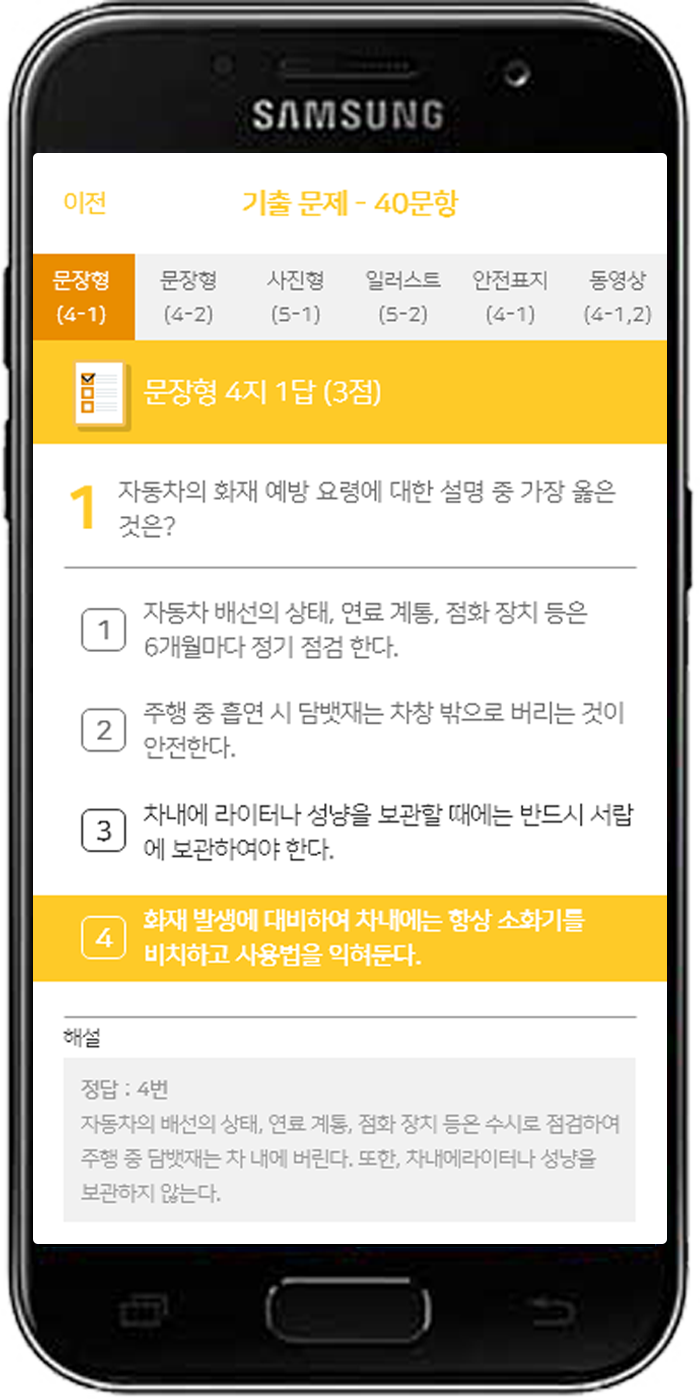 SAMSUNG
이전
기출 문제 - 40문항
문장형 문장형 사진형 일러스트 안전표지 동영상
(4-1) (4-2) (5-1) (5-2) (4-1) (4-1,2)
문장형 4지 1답 (3점)
1 자동차의 화재 예방 요령에 대한 설명 중 가장 옳은
것은?
1 자동차 배선의 상태, 연료 계통, 점화 장치 등은
6개월마다 정기 점검 한다.
2 주행 중 흡연 시 담뱃재는 차창 밖으로 버리는 것이
안전한다.
3 차내에 라이터나 성냥을 보관할 때에는 반드시 서랍
에 보관하여야 한다.
4 화재 발생에 대비하여 차내에는 항상 소화기를
비치하고 사용법을 익혀둔다.
해설
정답 : 4번
자동차의 배선의 상태, 연료 계통, 점화 장치 등은 수시로 점검하여
주행 중 담뱃재는 차 내에 버린다. 또한, 차내에라이터나 성냥을
보관하지 않는다.